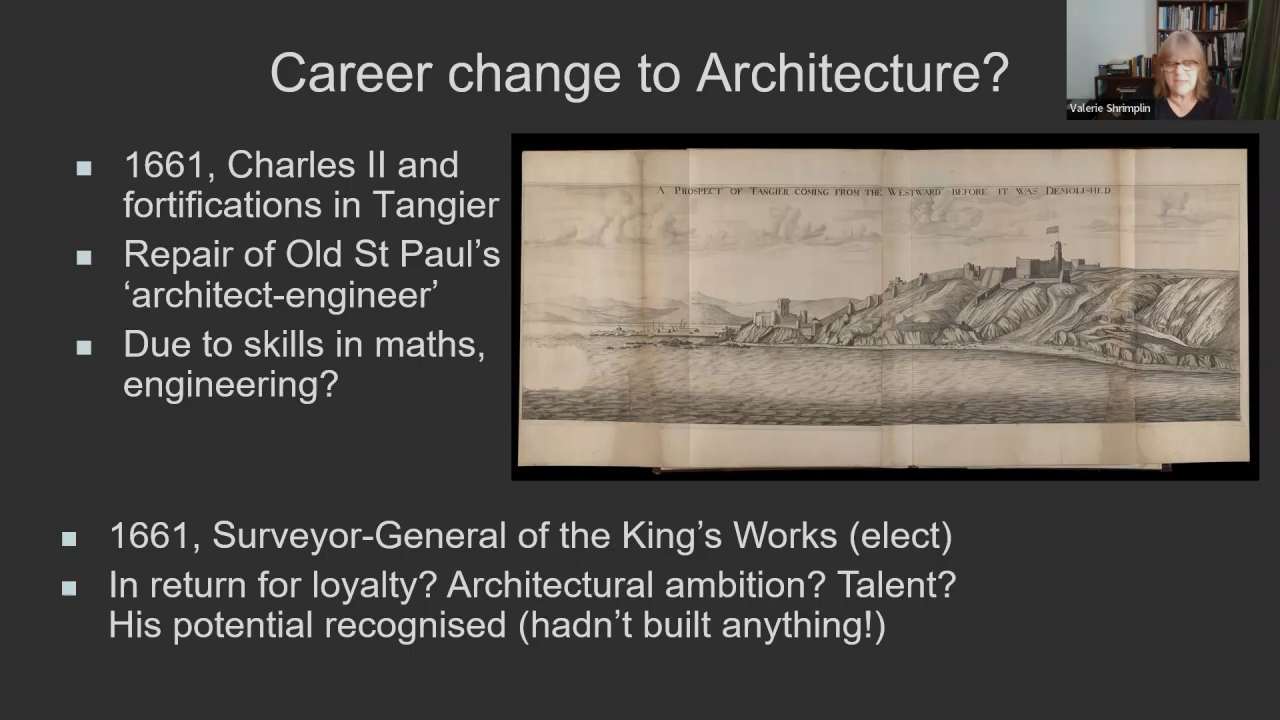 Career change to Architecture?
Valerie Shrimplin
1661, Charles II and
fortifications in Tangier
Repair of Old St Paul’s
‘architect-engineer’
Due to skills in maths,
engineering?
A PROSPECT OF TANGIER COMING FROM THE WESTWARD BEFORE IT WAS DEMOLISHED
1661, Surveyor-General of the King’s Works (elect)
In return for loyalty? Architectural ambition? Talent?
His potential recognised (hadn’t built anything!)